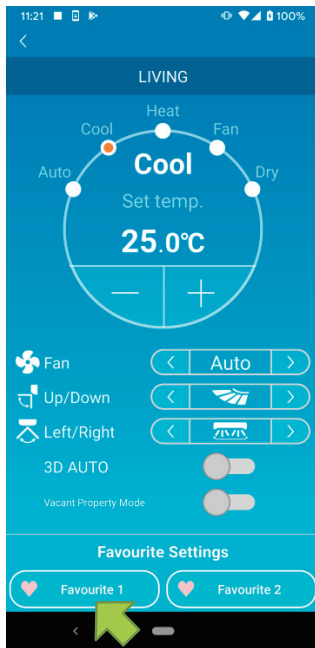 11:21 100%
LIVING
Heat
Cool Fan
Auto Cool Dry
Set temp.
25.0°C
— +
Fan Auto
Up/Down
Left/Right
3D AUTO
Vacant Property Mode
Favourite Settings
Favourite 1 Favourite 2